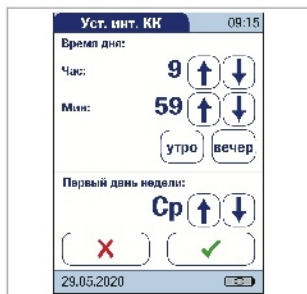 Уст. инт. КК 09:15
Время дня:
Час: 9
Мин: 59
утро вечер
Первый день недели:
Ср
29.05.2020